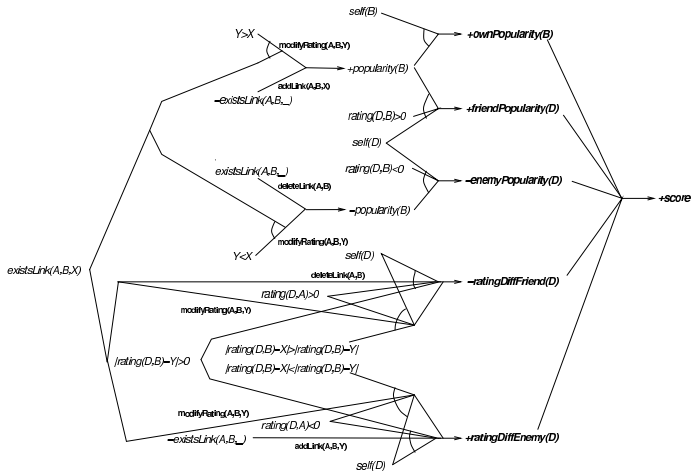 self(B)
Y>X
+ownPopularity(B)
modifyRating(A,B,Y)
+popularity(B)
addLink(A,B,X)
−existsLink(A,B,_)
rating(D,B)>0
+friendPopularity(D)
self(D)
existsLink(A,B,_)
rating(D,B)<0
deleteLink(A,B)
−enemyPopularity(D)
+score
−popularity(B)
modifyRating(A,B,Y)
Y<X
self(D)
existsLink(A,B,X)
deleteLink(A,B)
−ratingDiffFriend(D)
rating(D,A)>0
modifyRating(A,B,Y)
|rating(D,B)−X|>|rating(D,B)−Y|
|rating(D,B)−Y|>0
|rating(D,B)−X|<|rating(D,B)−Y|
modifyRating(A,B,Y)
rating(D,A)<0
−existsLink(A,B,_)
+ratingDiffEnemy(D)
addLink(A,B,Y)
self(D)